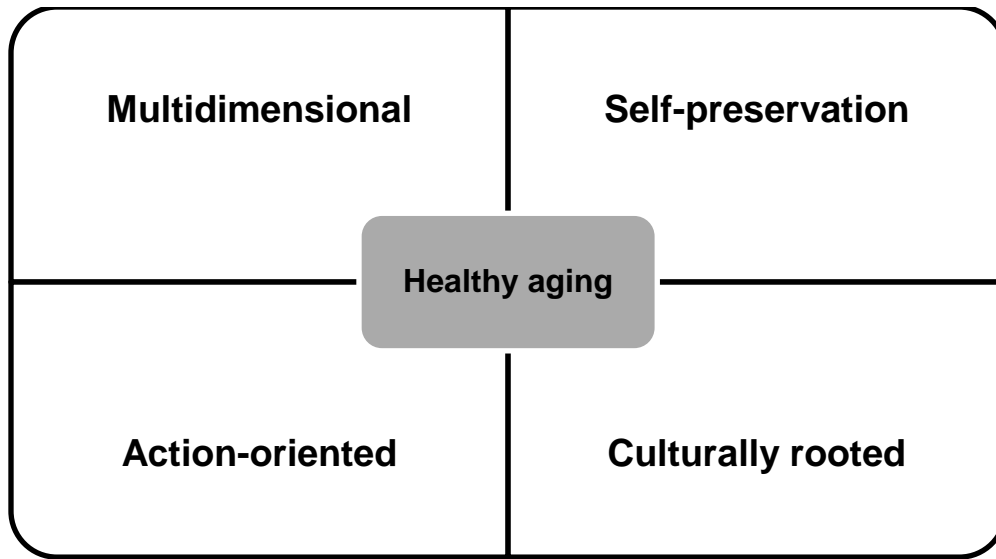 Multidimensional
Self-preservation
Healthy aging
Action-oriented
Culturally rooted